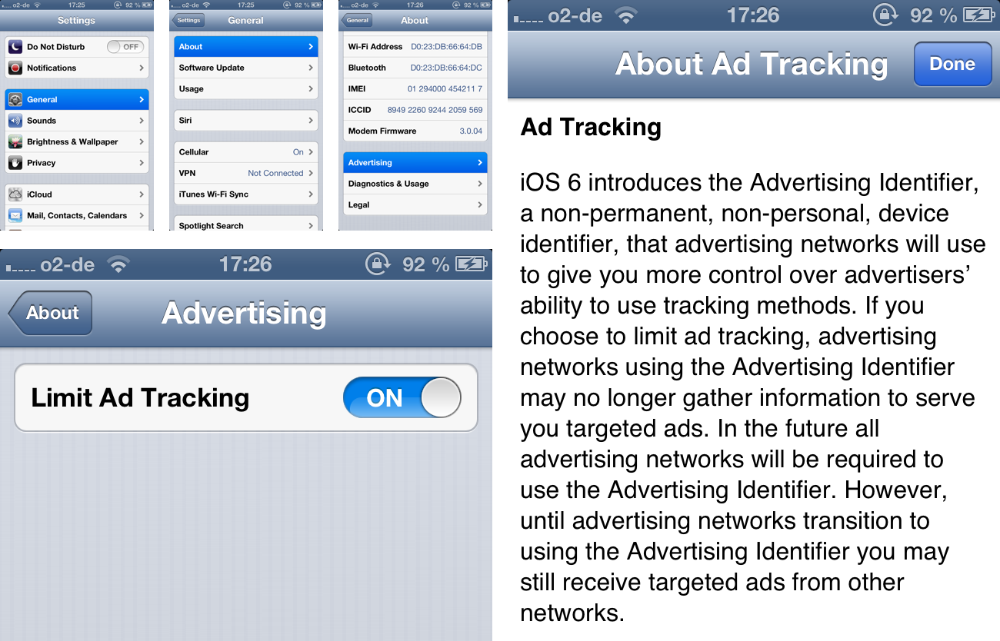 o2-de 17:25 92 %
Settings
Do Not Disturb OFF
Notifications
General
Sounds
Brightness & Wallpaper
Privacy
iCloud
Mail, Contacts, Calendars
o2-de 17:25 92 %
Settings General
About
Software Update
Usage
Siri
Cellular On
VPN Not Connected
iTunes Wi-Fi Sync
Spotlight Search
o2-de 17:26 92 %
General About
Wi-Fi Address D0:23:DB:66:64:DB
Bluetooth D0:23:DB:66:64:DC
IMEI 01 294000 454211 7
ICCID 8949 2260 9244 2059 569
Modem Firmware 3.0.04
Advertising
Diagnostics & Usage
Legal
o2-de 17:26 92 %
About Advertising
Limit Ad Tracking ON
o2-de 17:26 92 %
About Ad Tracking Done
Ad Tracking
iOS 6 introduces the Advertising Identifier,
a non-permanent, non-personal, device
identifier, that advertising networks will use
to give you more control over advertisers’
ability to use tracking methods. If you
choose to limit ad tracking, advertising
networks using the Advertising Identifier
may no longer gather information to serve
you targeted ads. In the future all
advertising networks will be required to
use the Advertising Identifier. However,
until advertising networks transition to
using the Advertising Identifier you may
still receive targeted ads from other
networks.